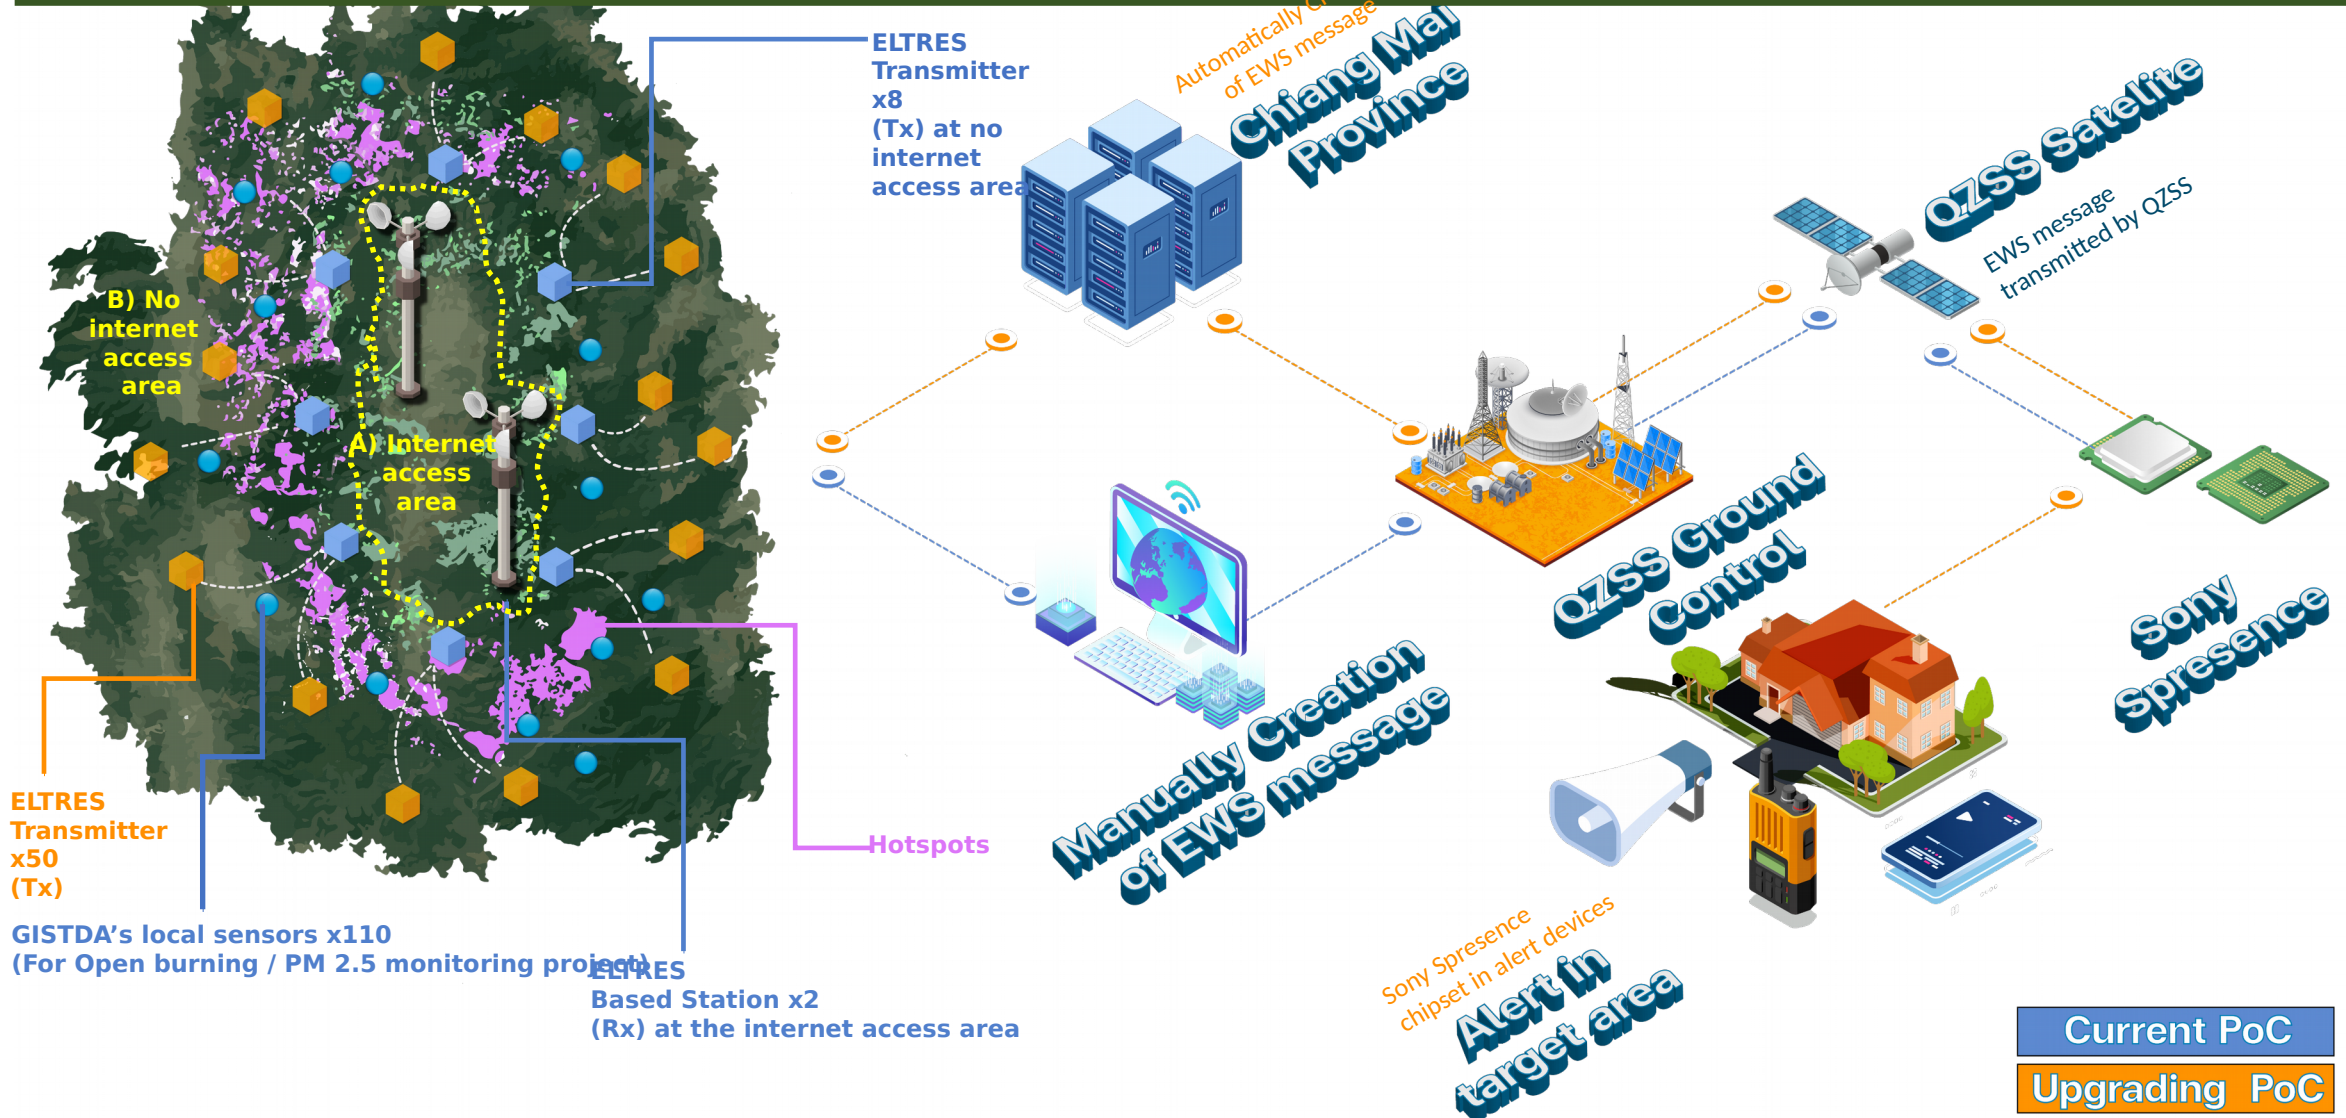 ELTRES
Transmitter
x8
(Tx) at no
internet
access area
Automatically
of EWS message
Chiang Mai
Province
QZSS Satelite
EWS message
transmitted by QZSS
B) No
internet
access
area
A) Internet
access
area
QZSS Ground
Control
Sony
Spresence
Manually Creation
of EWS message
ELTRES
Transmitter
x50
(Tx)
Hotspots
GISTDA’s local sensors x110
(For Open burning / PM 2.5 monitoring project)
ELTRES
Based Station x2
(Rx) at the internet access area
Sony Spresence
chipset in alert devices
Alert in
target area
Current PoC
Upgrading PoC